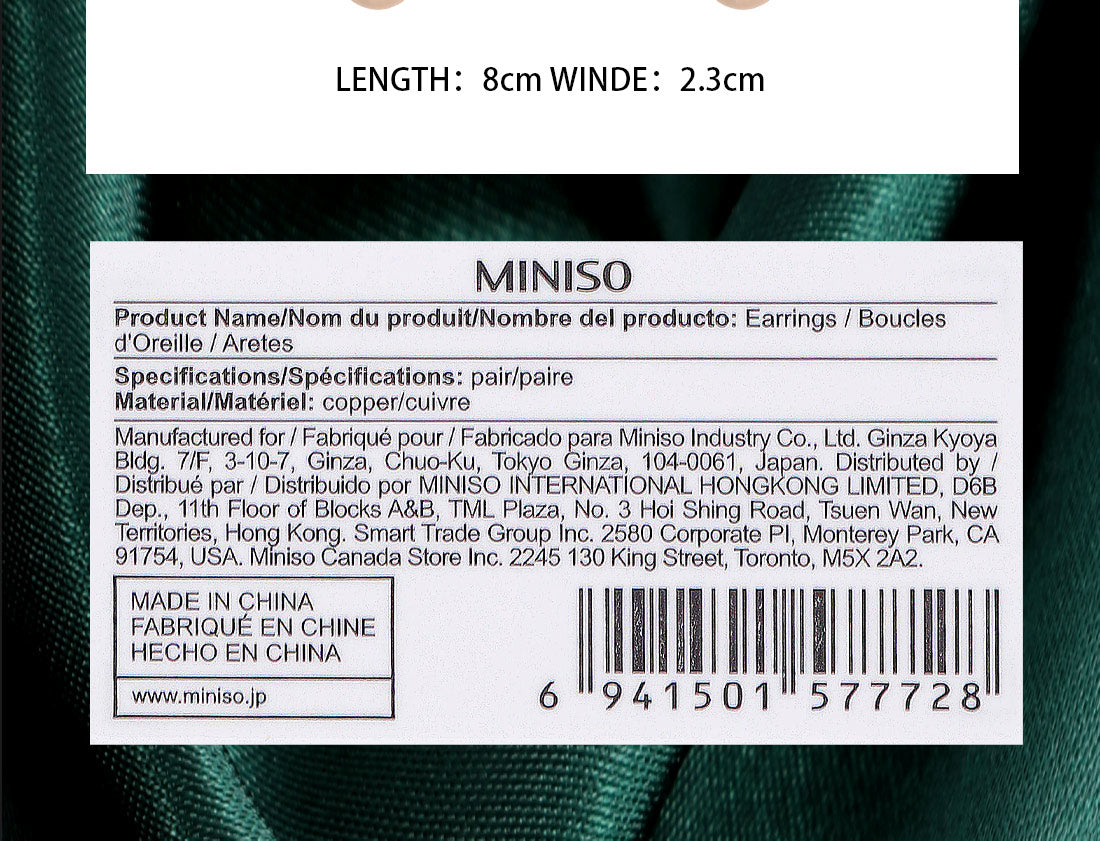 LENGTH：8cm WINDE：2.3cm
MINISO
Product Name/Nom du produit/Nombre del producto: Earrings / Boucles
d'Oreille / Aretes
Specifications/Spécifications: pair/paire
Material/Matériel: copper/cuivre
Manufactured for / Fabriqué pour / Fabricado para Miniso Industry Co., Ltd. Ginza Kyoya
Bldg. 7/F, 3-10-7, Ginza, Chuo-Ku, Tokyo Ginza, 104-0061, Japan. Distributed by /
Distribué par / Distribuido por MINISO INTERNATIONAL HONGKONG LIMITED, D6B
Dep., 11th Floor of Blocks A&B, TML Plaza, No. 3 Hoi Shing Road, Tsuen Wan, New
Territories, Hong Kong. Smart Trade Group Inc. 2580 Corporate Pl, Monterey Park, CA
91754, USA. Miniso Canada Store Inc. 2245 130 King Street, Toronto, M5X 2A2.
MADE IN CHINA
FABRIQUÉ EN CHINE
HECHO EN CHINA
www.miniso.jp
6 941501 577728